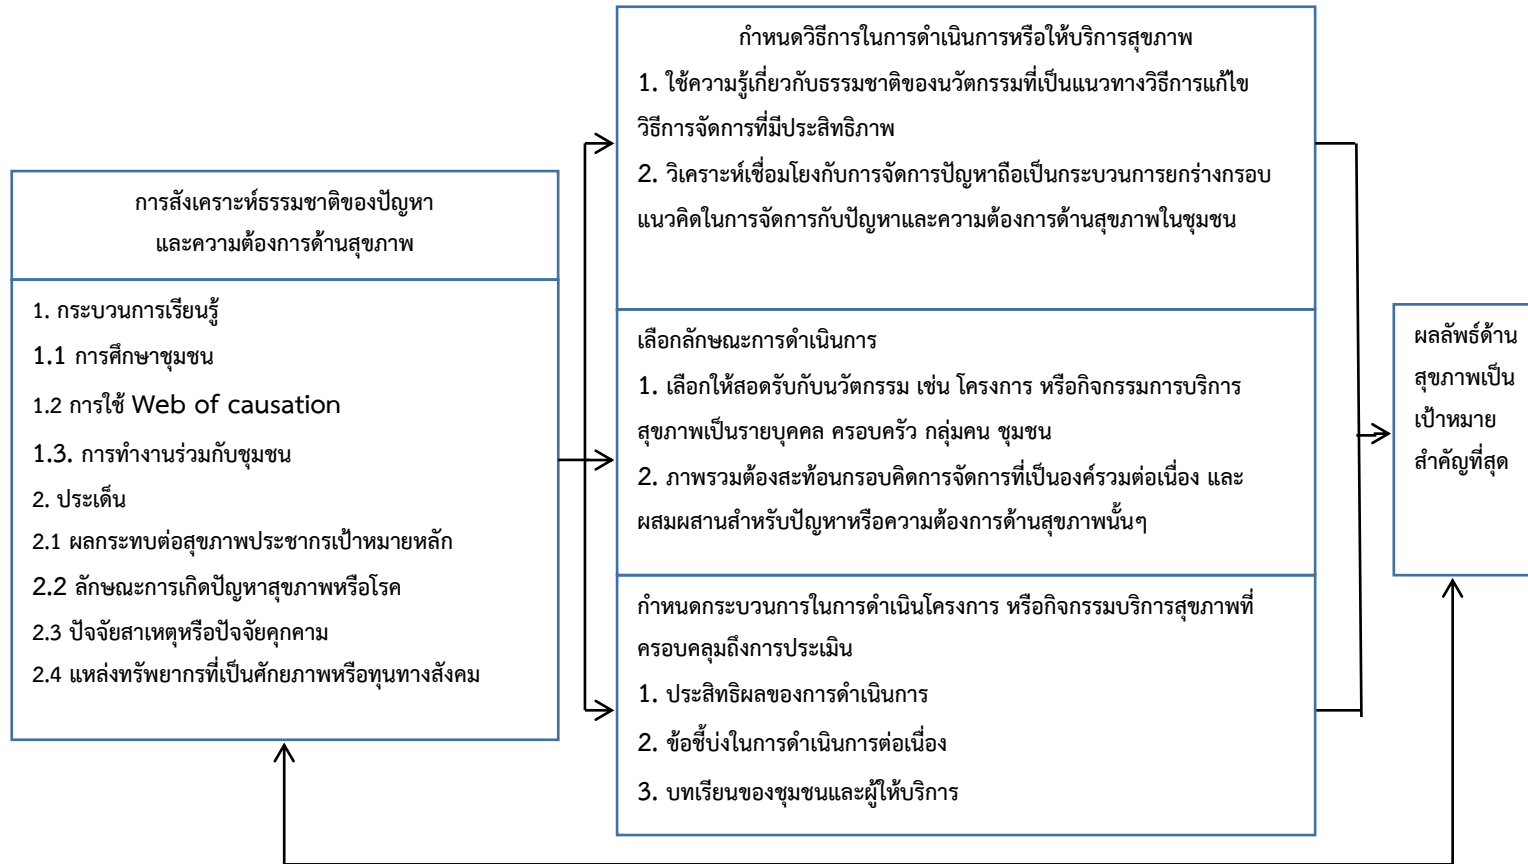 การสังเคราะห์ธรรมชาติของปัญหา
และความต้องการด้านสุขภาพ
1. กระบวนการเรียนรู้
1.1 การศึกษาชุมชน
1.2 การใช้ Web of causation
1.3. การทำงานร่วมกับชุมชน
2. ประเด็น
2.1 ผลกระทบต่อสุขภาพประชากรเป้าหมายหลัก
2.2 ลักษณะการเกิดปัญหาสุขภาพหรือโรค
2.3 ปัจจัยสาเหตุหรือปัจจัยคุกคาม
2.4 แหล่งทรัพยากรที่เป็นศักยภาพหรือทุนทางสังคม
กำหนดวิธีการในการดำเนินการหรือให้บริการสุขภาพ
1. ใช้ความรู้เกี่ยวกับธรรมชาติของนวัตกรรมที่เป็นแนวทางวิธีการแก้ไข
วิธีการจัดการที่มีประสิทธิภาพ
2. วิเคราะห์เชื่อมโยงกับการจัดการปัญหาถือเป็นกระบวนการยกร่างกรอบ
แนวคิดในการจัดการกับปัญหาและความต้องการด้านสุขภาพในชุมชน
เลือกลักษณะการดำเนินการ
1. เลือกให้สอดรับกับนวัตกรรม เช่น โครงการ หรือกิจกรรมการบริการ
สุขภาพเป็นรายบุคคล ครอบครัว กลุ่มคน ชุมชน
2. ภาพรวมต้องสะท้อนกรอบคิดการจัดการที่เป็นองค์รวมต่อเนื่อง และ
ผสมผสานสำหรับปัญหาหรือความต้องการด้านสุขภาพนั้นๆ
กำหนดกระบวนการในการดำเนินโครงการ หรือกิจกรรมบริการสุขภาพที่
ครอบคลุมถึงการประเมิน
1. ประสิทธิผลของการดำเนินการ
2. ข้อชี้บ่งในการดำเนินการต่อเนื่อง
3. บทเรียนของชุมชนและผู้ให้บริการ
ผลลัพธ์ด้าน
สุขภาพเป็น
เป้าหมาย
สำคัญที่สุด